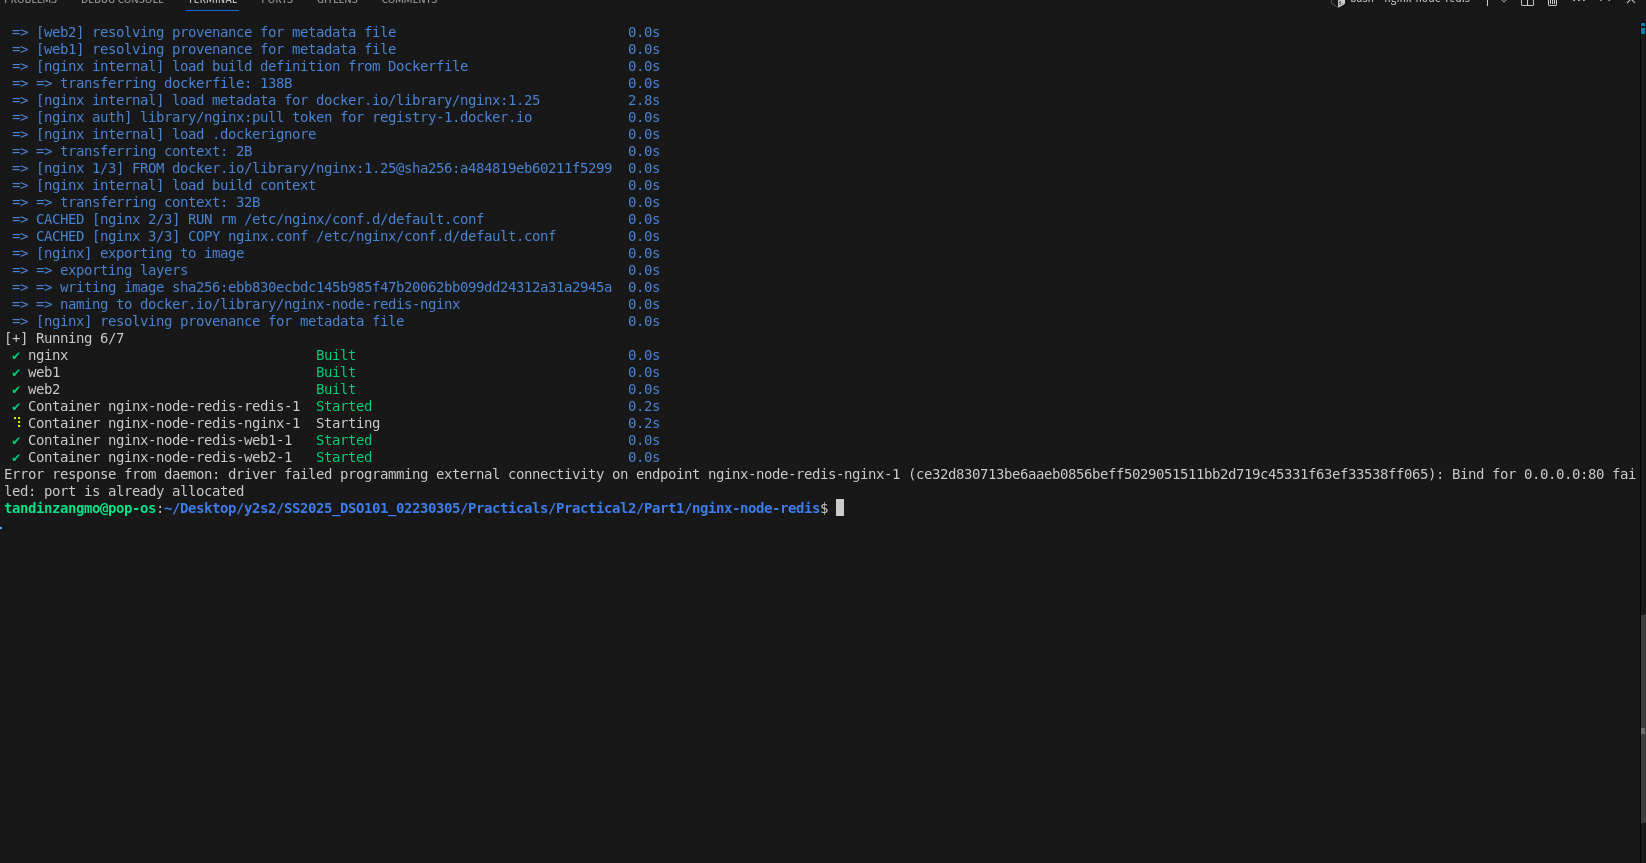 PROBLEMS DEBUG CONSOLE TERMINAL PORTS GITLENS COMMENTS bash - nginx-node-redis
=> [web2] resolving provenance for metadata file 0.0s
=> [web1] resolving provenance for metadata file 0.0s
=> [nginx internal] load build definition from Dockerfile 0.0s
=> => transferring dockerfile: 138B 0.0s
=> [nginx internal] load metadata for docker.io/library/nginx:1.25 2.8s
=> [nginx auth] library/nginx:pull token for registry-1.docker.io 0.0s
=> [nginx internal] load .dockerignore 0.0s
=> => transferring context: 2B 0.0s
=> [nginx 1/3] FROM docker.io/library/nginx:1.25@sha256:a484819eb60211f5299 0.0s
=> [nginx internal] load build context 0.0s
=> => transferring context: 32B 0.0s
=> CACHED [nginx 2/3] RUN rm /etc/nginx/conf.d/default.conf 0.0s
=> CACHED [nginx 3/3] COPY nginx.conf /etc/nginx/conf.d/default.conf 0.0s
=> [nginx] exporting to image 0.0s
=> => exporting layers 0.0s
=> => writing image sha256:ebb830ecbdc145b985f47b20062bb099dd24312a31a2945a 0.0s
=> => naming to docker.io/library/nginx-node-redis-nginx 0.0s
=> [nginx] resolving provenance for metadata file 0.0s
[+] Running 6/7
✔ nginx Built 0.0s
✔ web1 Built 0.0s
✔ web2 Built 0.0s
✔ Container nginx-node-redis-redis-1 Started 0.2s
⠹ Container nginx-node-redis-nginx-1 Starting 0.2s
✔ Container nginx-node-redis-web1-1 Started 0.0s
✔ Container nginx-node-redis-web2-1 Started 0.0s
Error response from daemon: driver failed programming external connectivity on endpoint nginx-node-redis-nginx-1 (ce32d830713be6aaeb0856beff5029051511bb2d719c45331f63ef33538ff065): Bind for 0.0.0.0:80 fai
led: port is already allocated
tandinzangmo@pop-os:~/Desktop/y2s2/SS2025_DSO101_02230305/Practicals/Practical2/Part1/nginx-node-redis$